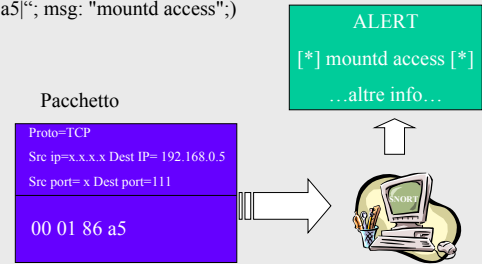 a5|“; msg: "mountd access";)
ALERT
[*] mountd access [*]
…altre info…
Pacchetto
Proto=TCP
Src ip=x.x.x.x Dest IP= 192.168.0.5
Src port= x Dest port=111
00 01 86 a5
SNORT